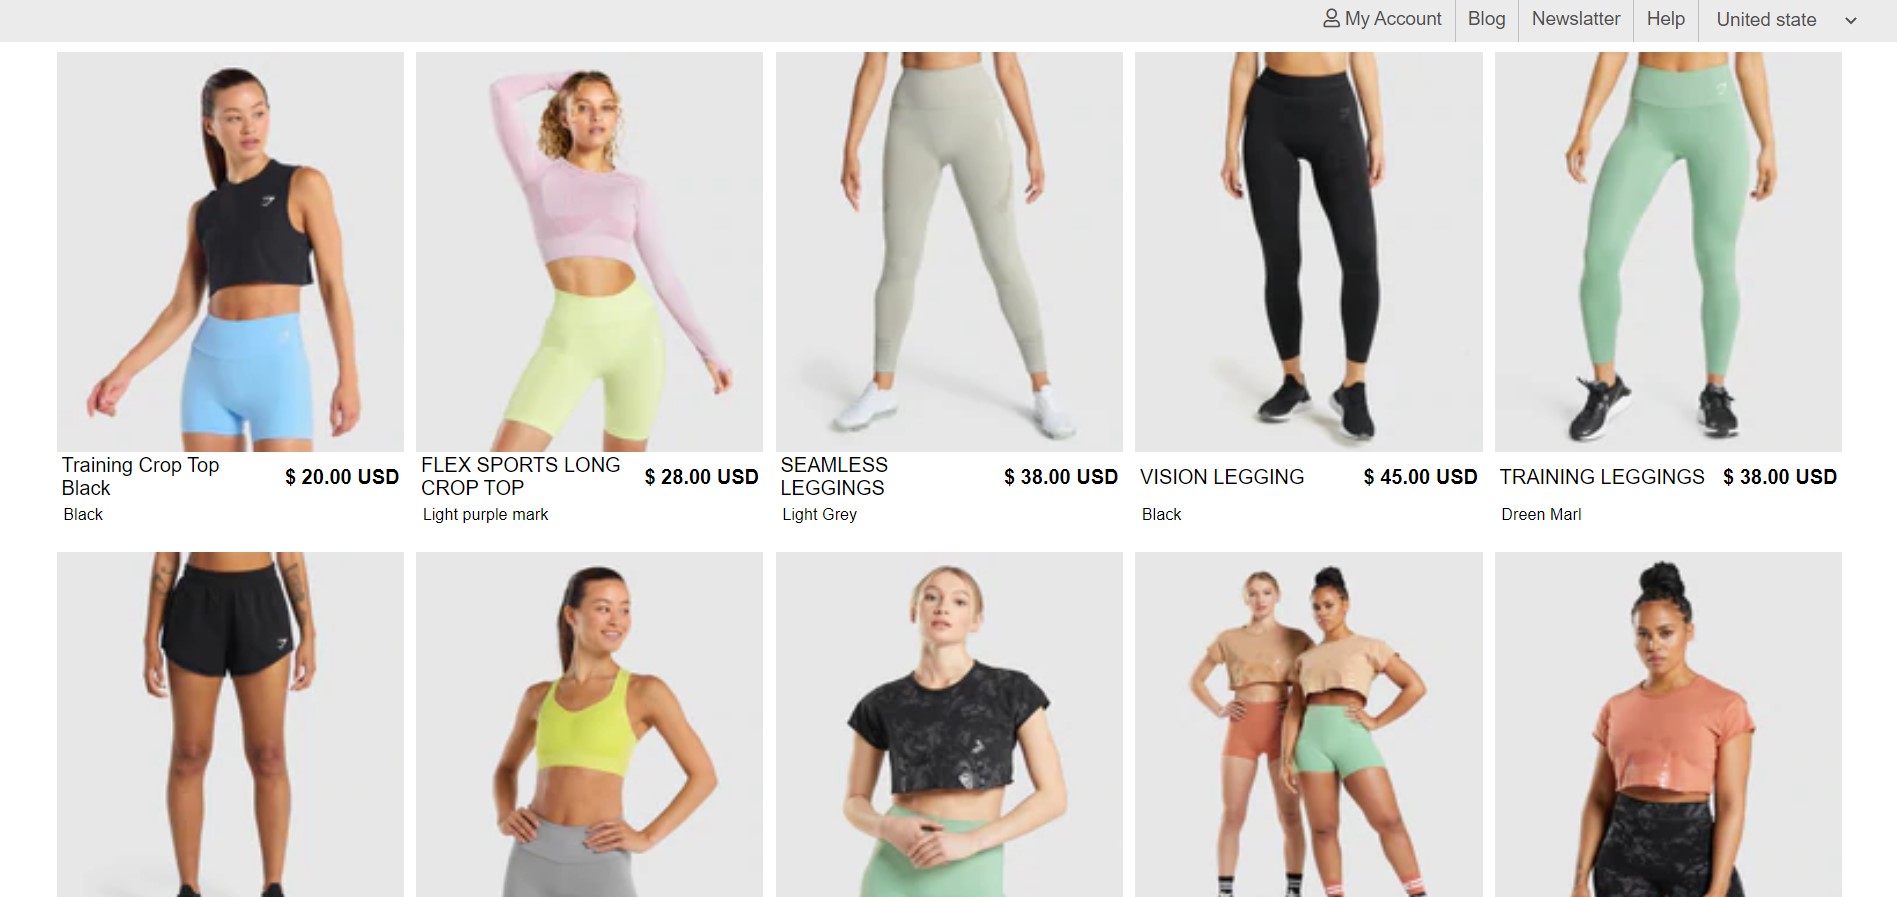 My Account
Blog
Newslatter
Help
United state
Training Crop Top
Black
$ 20.00 USD
Black
FLEX SPORTS LONG
CROP TOP
$ 28.00 USD
Light purple mark
SEAMLESS
LEGGINGS
$ 38.00 USD
Light Grey
VISION LEGGING
$ 45.00 USD
Black
TRAINING LEGGINGS
$ 38.00 USD
Dreen Marl